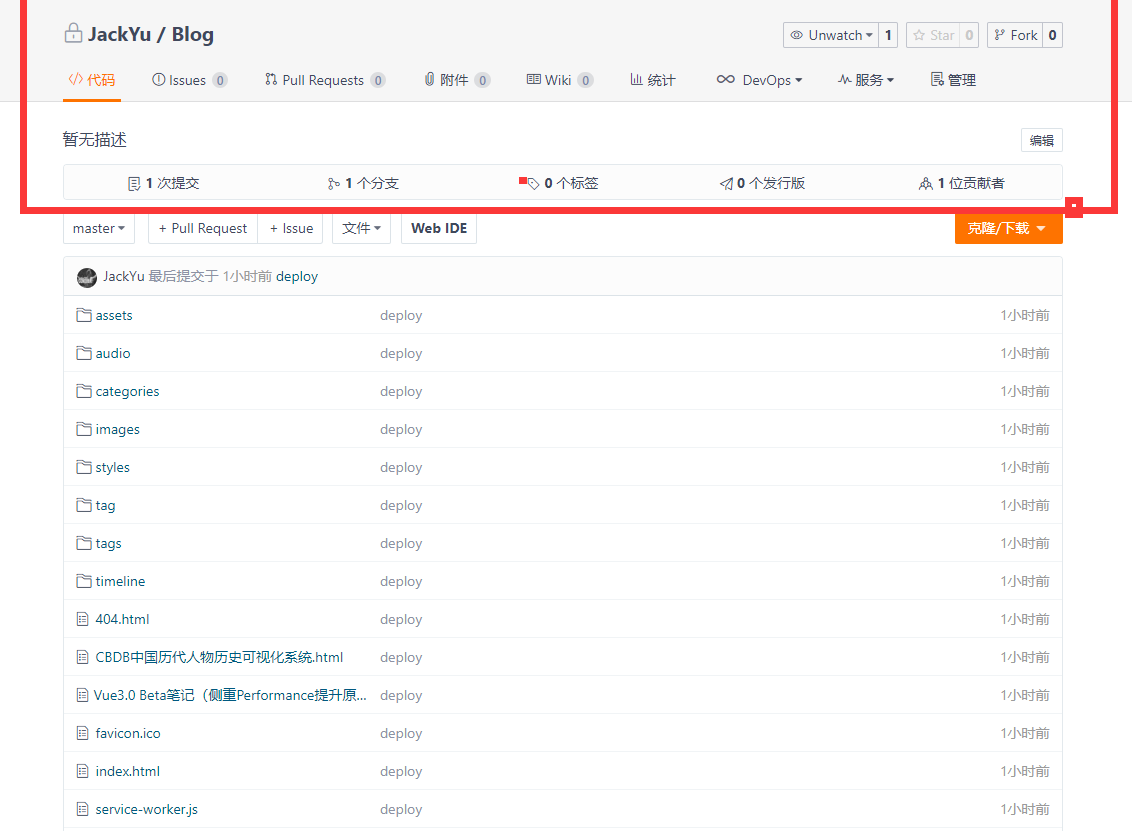 JackYu / Blog
Unwatch 1 Star 0 Fork 0
代码 Issues 0 Pull Requests 0 附件 0 Wiki 0 统计 DevOps 服务 管理
暂无描述 编辑
1 次提交 1 个分支 0 个标签 0 个发行版 1 位贡献者
master + Pull Request + Issue 文件 Web IDE 克隆/下载
JackYu 最后提交于 1小时前 deploy
assets deploy 1小时前
audio deploy 1小时前
categories deploy 1小时前
images deploy 1小时前
styles deploy 1小时前
tag deploy 1小时前
tags deploy 1小时前
timeline deploy 1小时前
404.html deploy 1小时前
CBDB中国历代人物历史可视化系统.html deploy 1小时前
Vue3.0 Beta笔记（侧重Performance提升原... deploy 1小时前
favicon.ico deploy 1小时前
index.html deploy 1小时前
service-worker.js deploy 1小时前